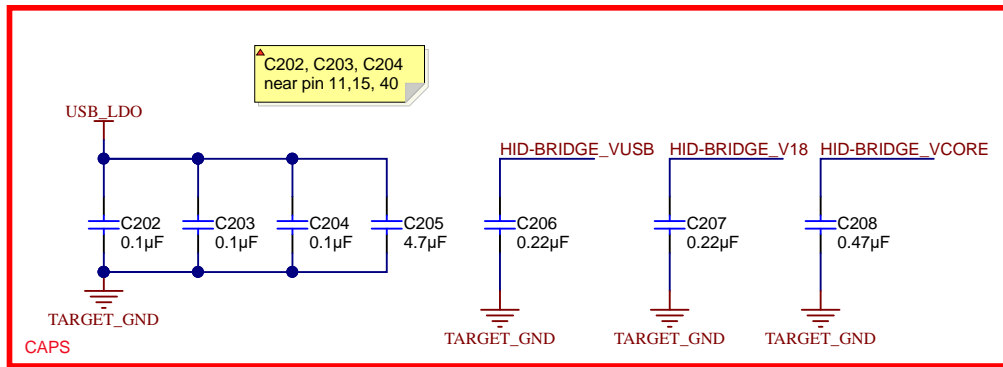 C202, C203, C204
near pin 11,15, 40
USB_LDO
HID-BRIDGE_VUSB
HID-BRIDGE_V18
HID-BRIDGE_VCORE
C202
0.1µF
C203
0.1µF
C204
0.1µF
C205
4.7µF
C206
0.22µF
C207
0.22µF
C208
0.47µF
TARGET_GND
TARGET_GND
TARGET_GND
TARGET_GND
CAPS